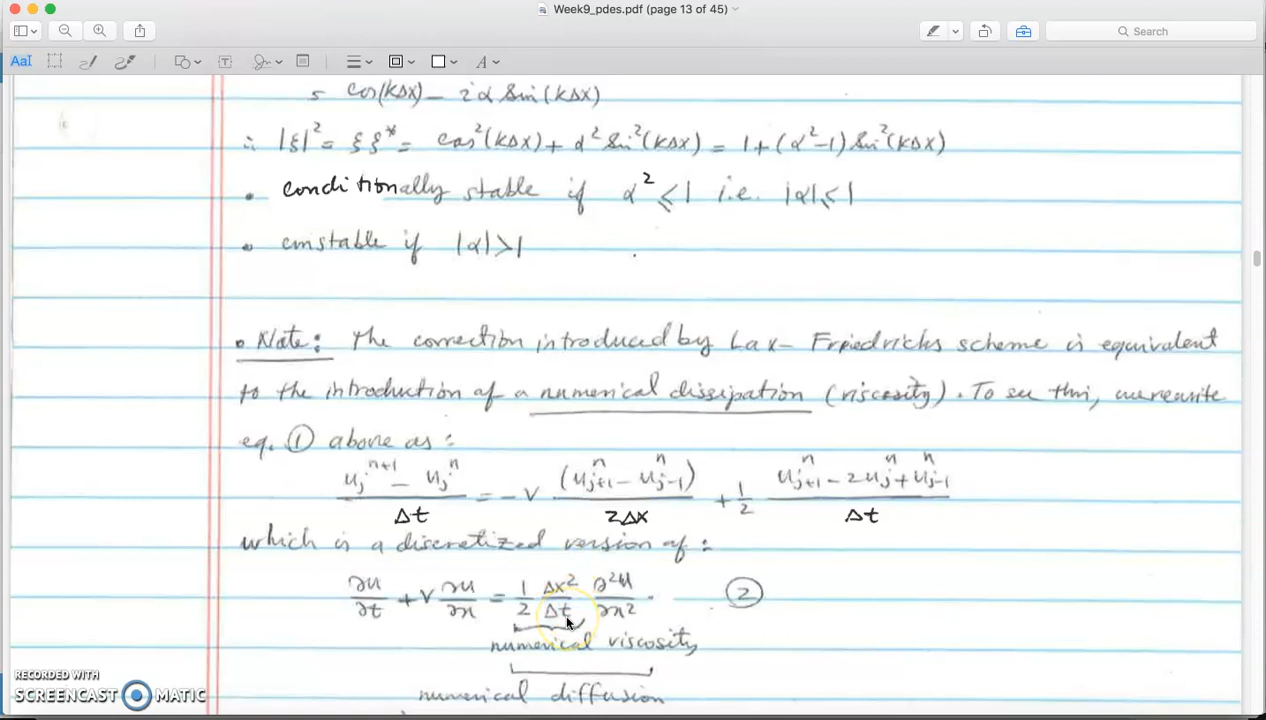 Week9_pdes.pdf (page 13 of 45)
Search
= cos(kΔx) – iα Sin(kΔx)
∴ |ξ|² = ξξ* = cos²(kΔx) + α² Sin²(kΔx) = 1 + (α²–1) Sin²(kΔx)
• conditionally stable if α² ⩽ 1 i.e. |α| ⩽ 1
• unstable if |α| > 1
• Note: The correction introduced by Lax– Friedrichs scheme is equivalent
to the introduction of a numerical dissipation (viscosity). To see this, we rewrite
eq. ① above as:
(u_j^{n+1} – u_j^n)/Δt = –v (u_{j+1}^n – u_{j-1}^n)/2Δx + 1/2 (u_{j+1}^n – 2u_j^n + u_{j-1}^n)/Δt
which is a discretized version of:
∂u/∂t + v ∂u/∂x = 1/2 Δx²/Δt ∂²u/∂x² ②
numerical viscosity
numerical diffusion
RECORDED WITH
SCREENCAST MATIC